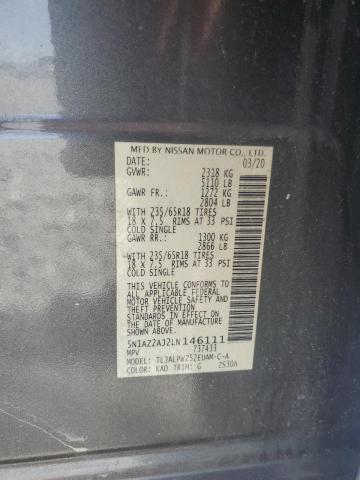 MFD BY NISSAN MOTOR CO., LTD.
DATE: 03/20
GVWR: 2318 KG
5110 LB
GAWR FR.: 1272 KG
2804 LB
WITH 235/65R18 TIRES
18 X 7.5 RIMS AT 33 PSI
COLD SINGLE
GAWR RR.: 1300 KG
2866 LB
WITH 235/65R18 TIRES
18 X 7.5 RIMS AT 33 PSI
COLD SINGLE
THIS VEHICLE CONFORMS TO
ALL APPLICABLE FEDERAL
MOTOR VEHICLE SAFETY
AND THEFT PREVENTION
STANDARDS IN EFFECT ON
THE DATE OF MANUFACTURE
SHOWN ABOVE.
5N1AZ2AJ2LN146111
MPV 737433
MODEL: TLJALPWZ52EUAM-C-A
COLOR: KAD TRIM: G 2530A